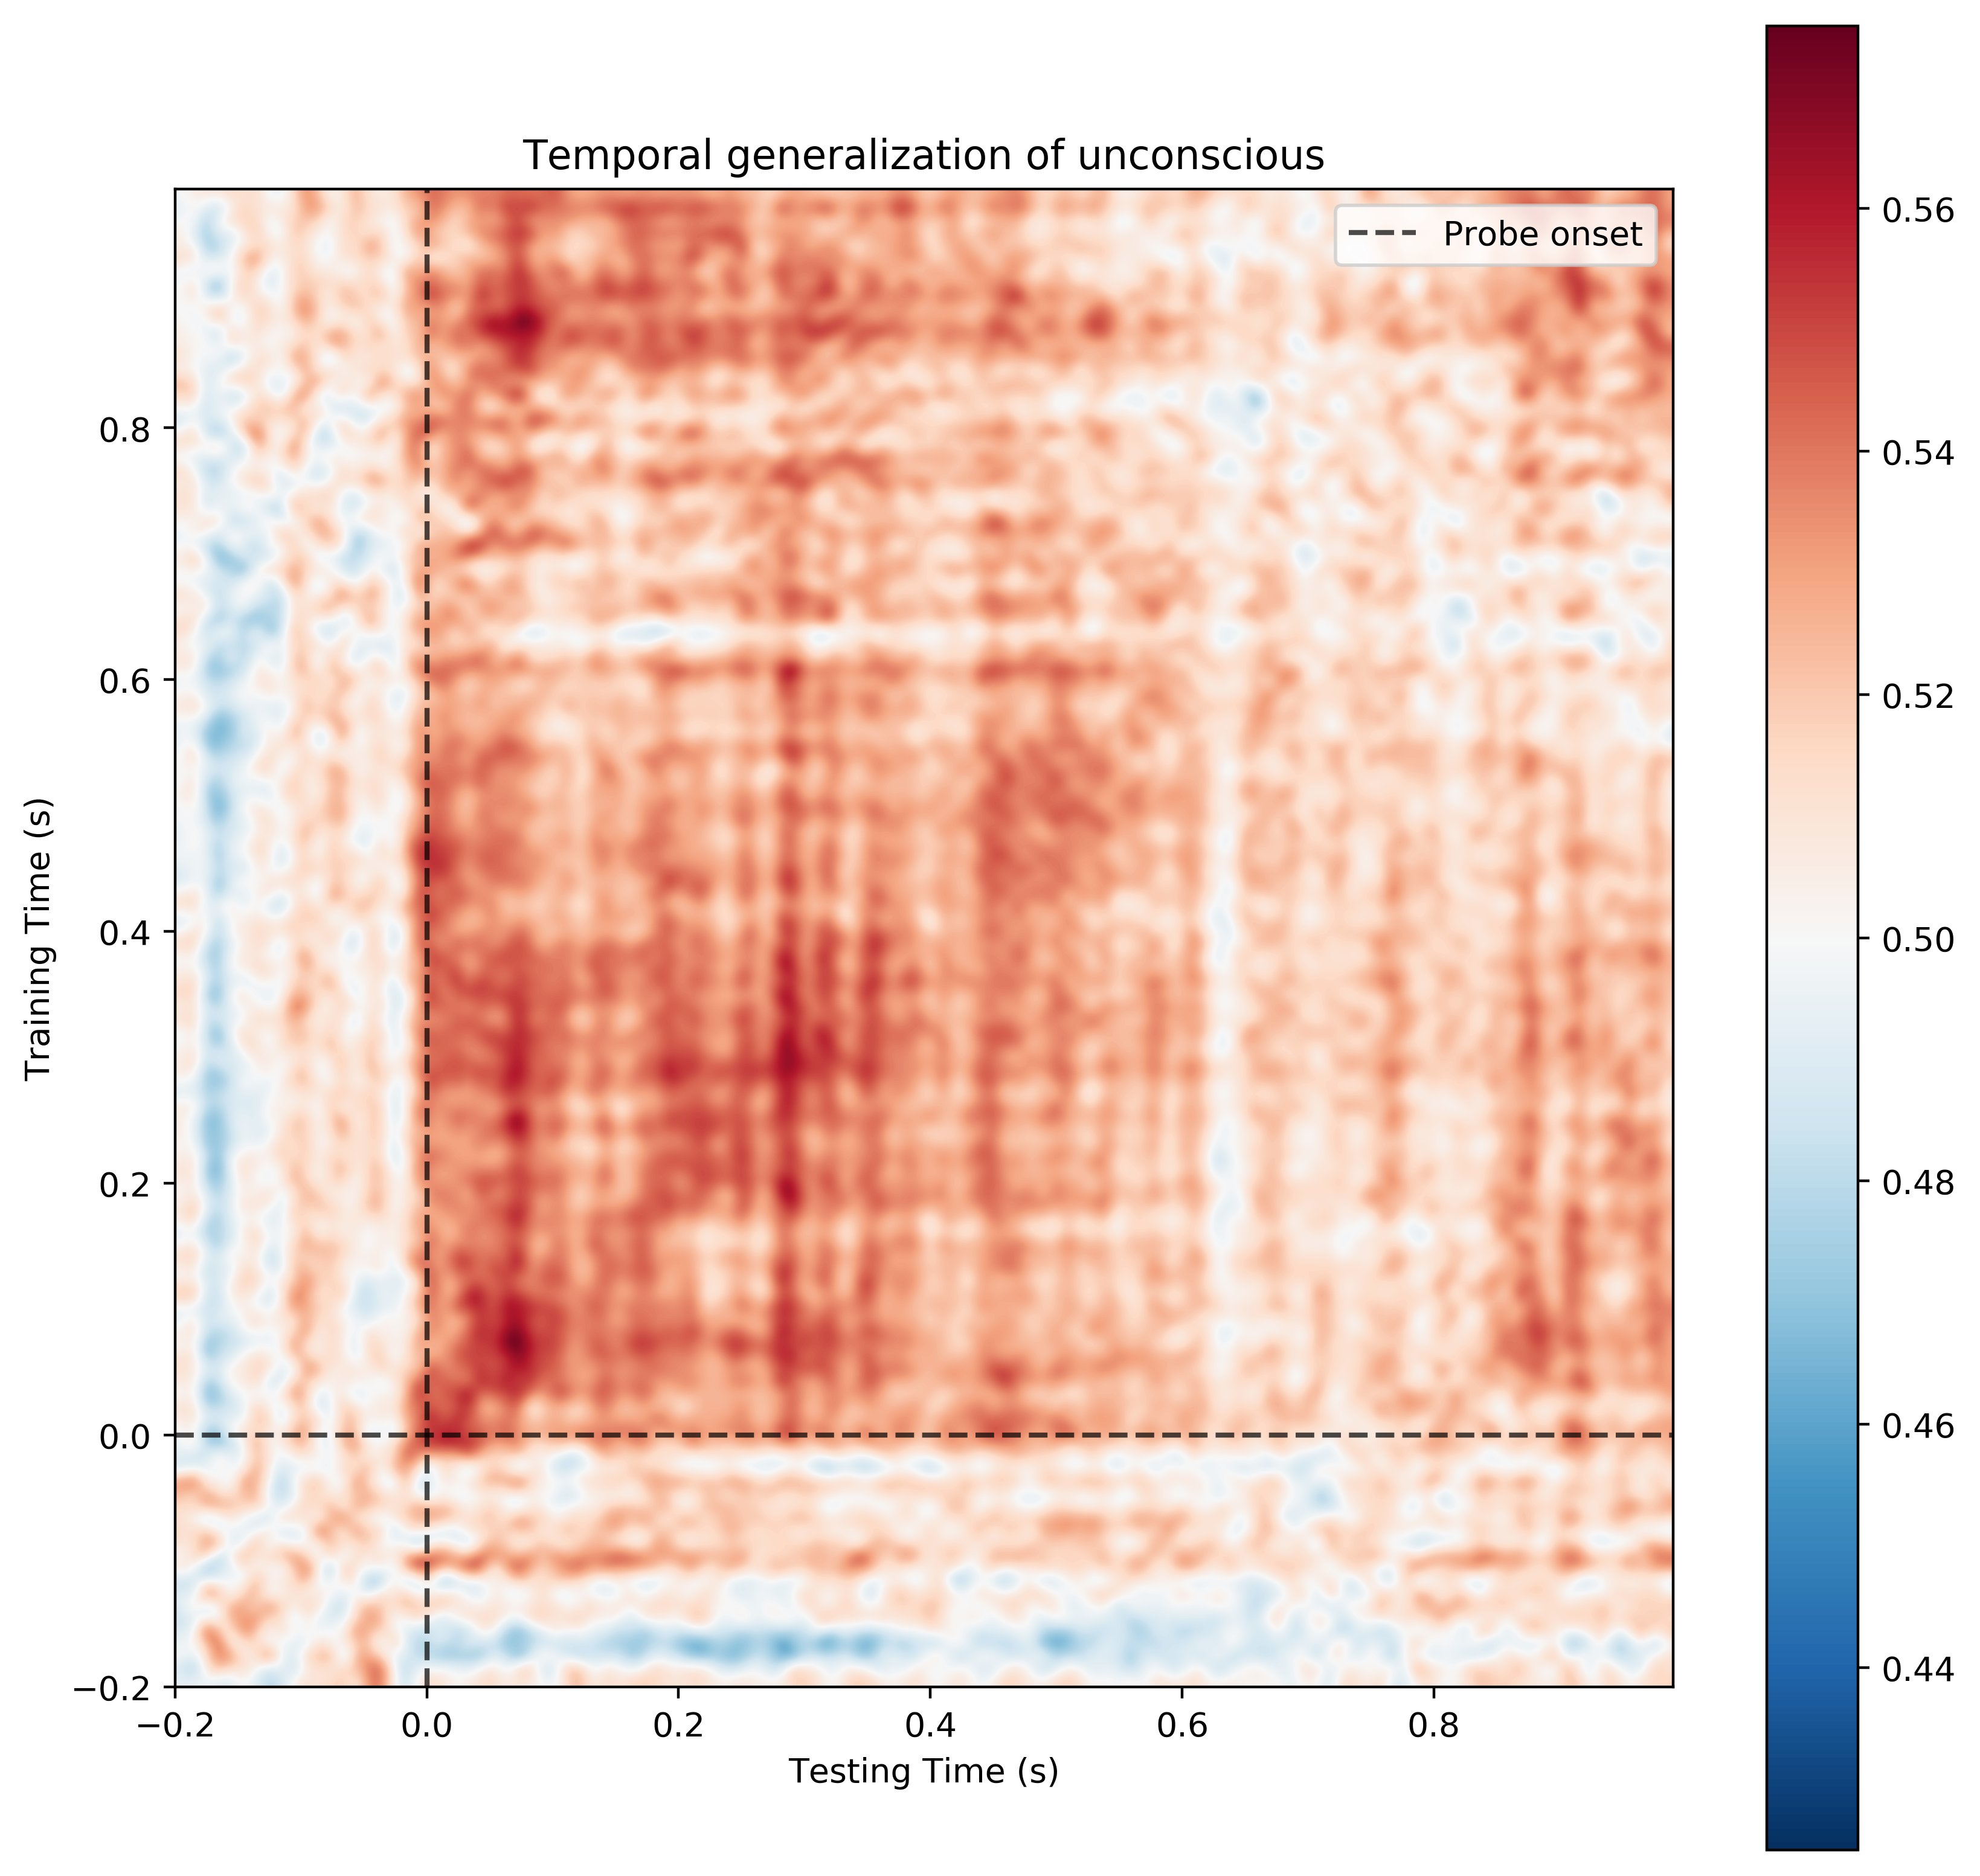 Temporal generalization of unconscious
Probe onset
Training Time (s)
0.8
0.6
0.4
0.2
0.0
−0.2
−0.2 0.0 0.2 0.4 0.6 0.8
Testing Time (s)
0.56
0.54
0.52
0.50
0.48
0.46
0.44